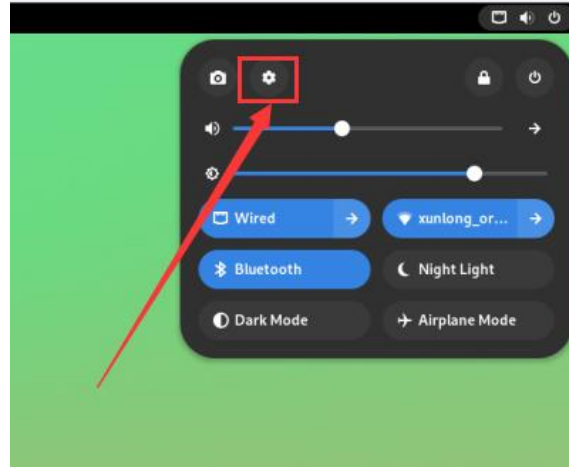 Wired
xunlong_or...
Bluetooth
Night Light
Dark Mode
Airplane Mode